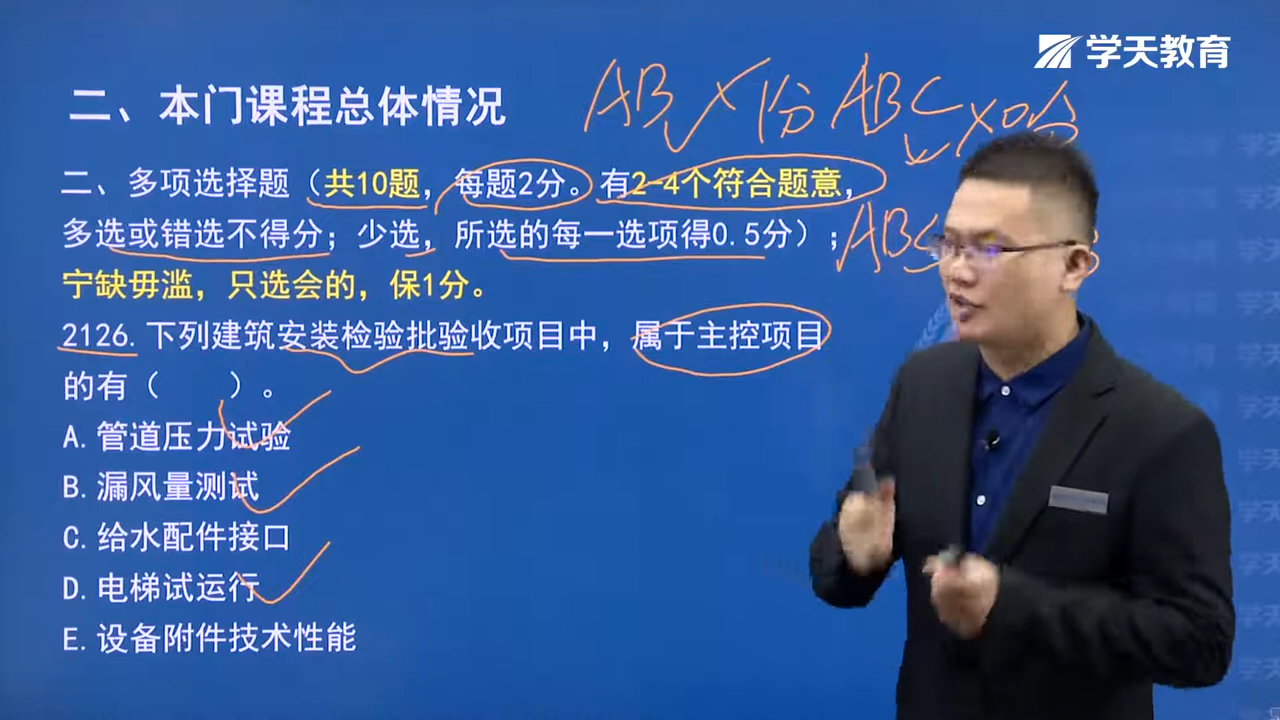 学天教育
二、本门课程总体情况
AB 1分 ABC
二、多项选择题（共10题，每题2分。有2-4个符合题意，
多选或错选不得分；少选，所选的每一选项得0.5分）；
宁缺毋滥，只选会的，保1分。
2126.下列建筑安装检验批验收项目中，属于主控项目
的有（　　）。
A.管道压力试验
B.漏风量测试
C.给水配件接口
D.电梯试运行
E.设备附件技术性能